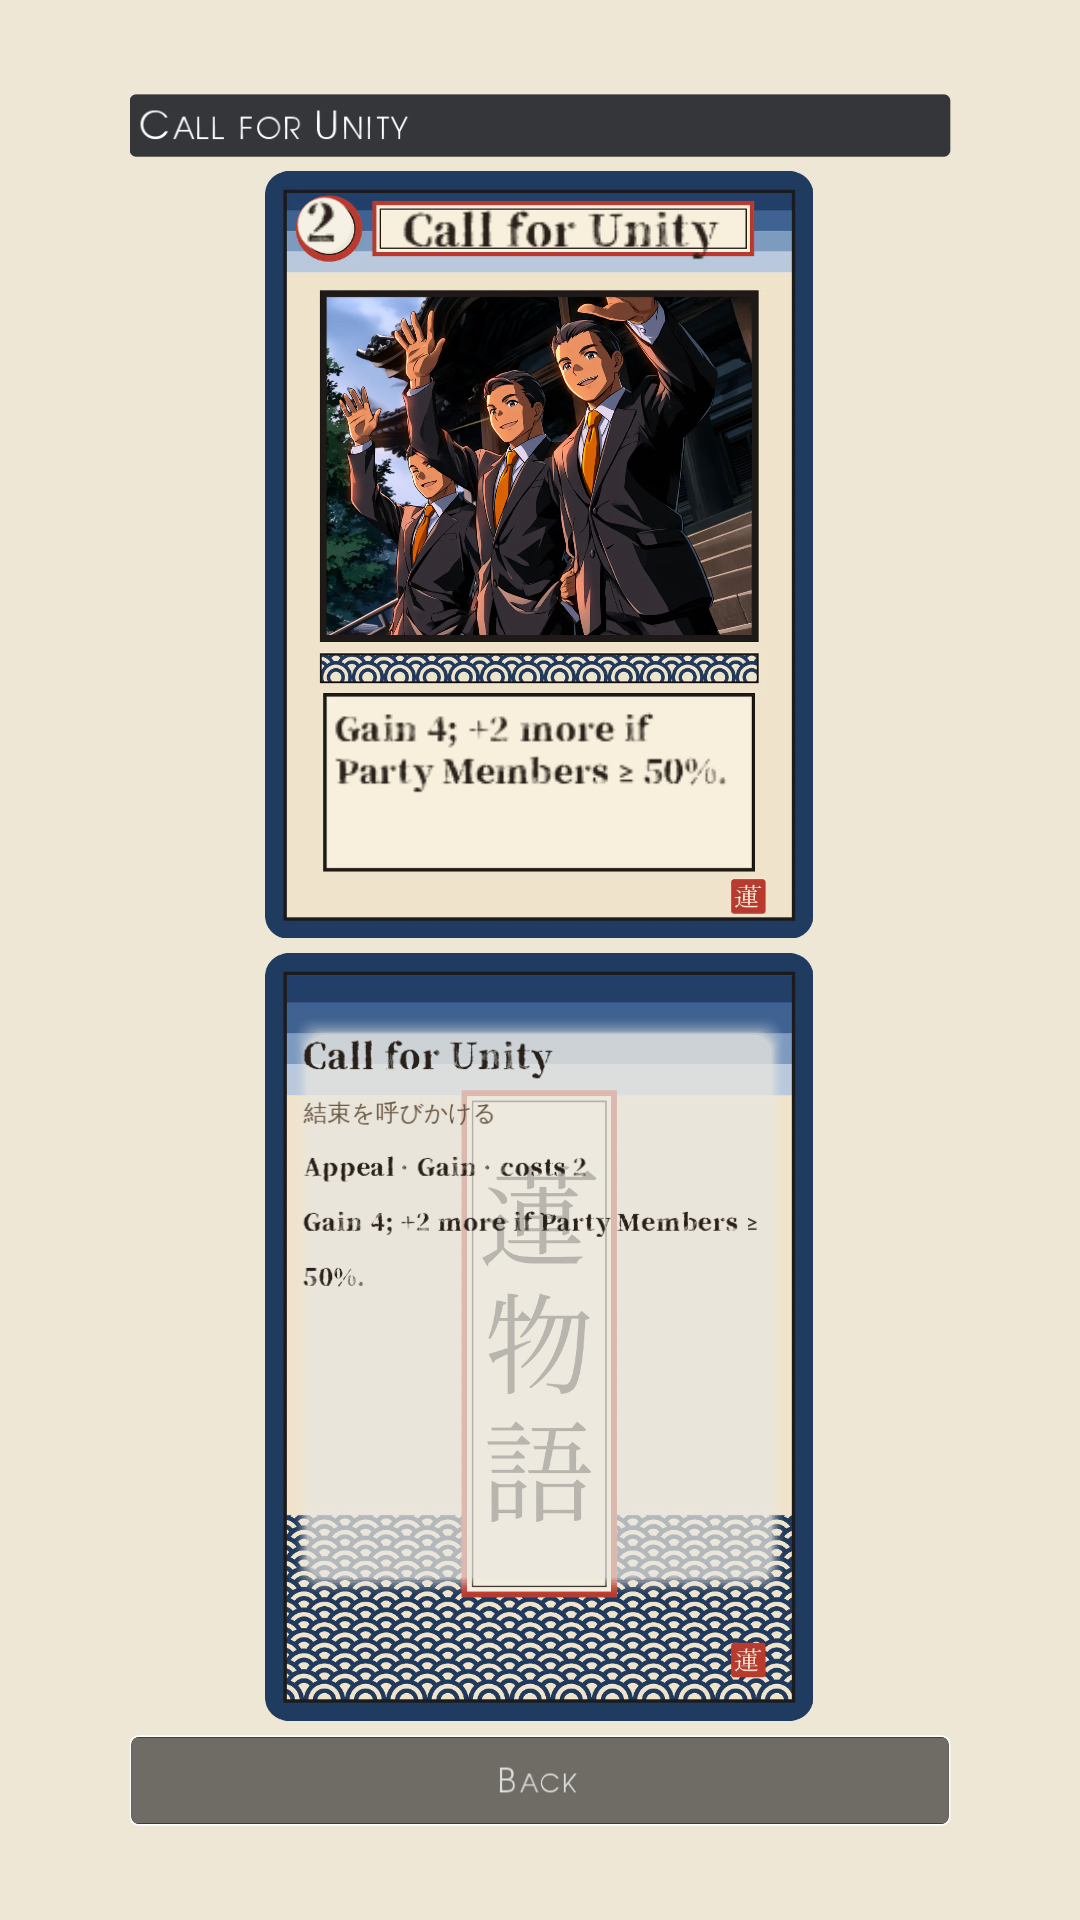 Call for Unity
2
Call for Unity
Gain 4; +2 more if
Party Members ≥ 50%.
蓮
Call for Unity
結束を呼びかける
Appeal · Gain · costs 2
Gain 4; +2 more if Party Members ≥
50%.
蓮
物
語
蓮
Back